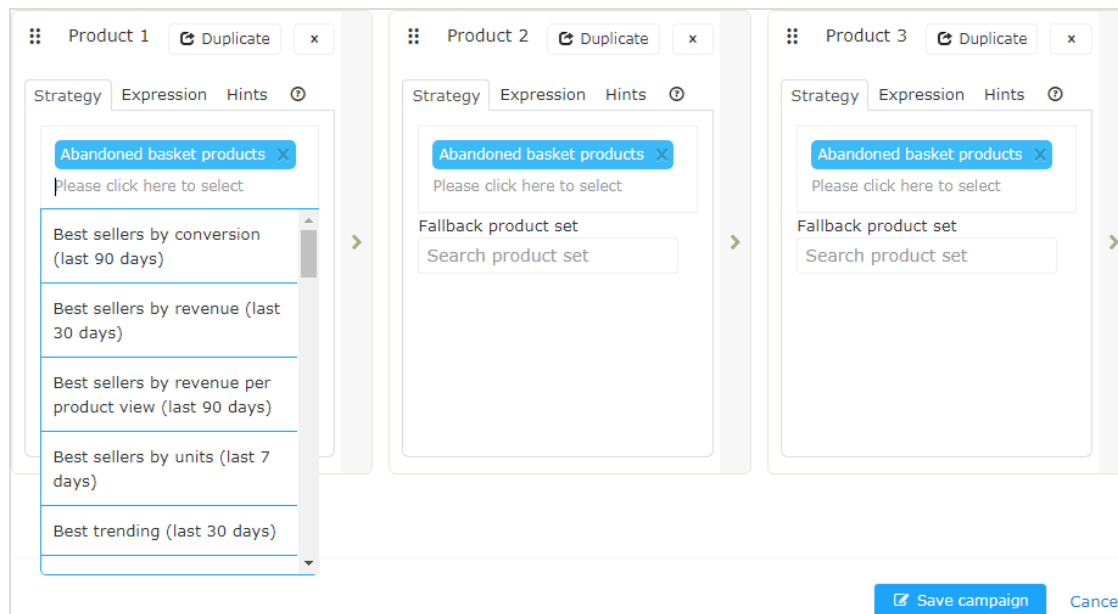 Product 1 Duplicate x
Strategy Expression Hints ?
Abandoned basket products X
Please click here to select
Best sellers by conversion
(last 90 days)
Best sellers by revenue (last
30 days)
Best sellers by revenue per
product view (last 90 days)
Best sellers by units (last 7
days)
Best trending (last 30 days)
Product 2 Duplicate x
Strategy Expression Hints ?
Abandoned basket products X
Please click here to select
Fallback product set
Search product set
Product 3 Duplicate x
Strategy Expression Hints ?
Abandoned basket products X
Please click here to select
Fallback product set
Search product set
Save campaign Cance